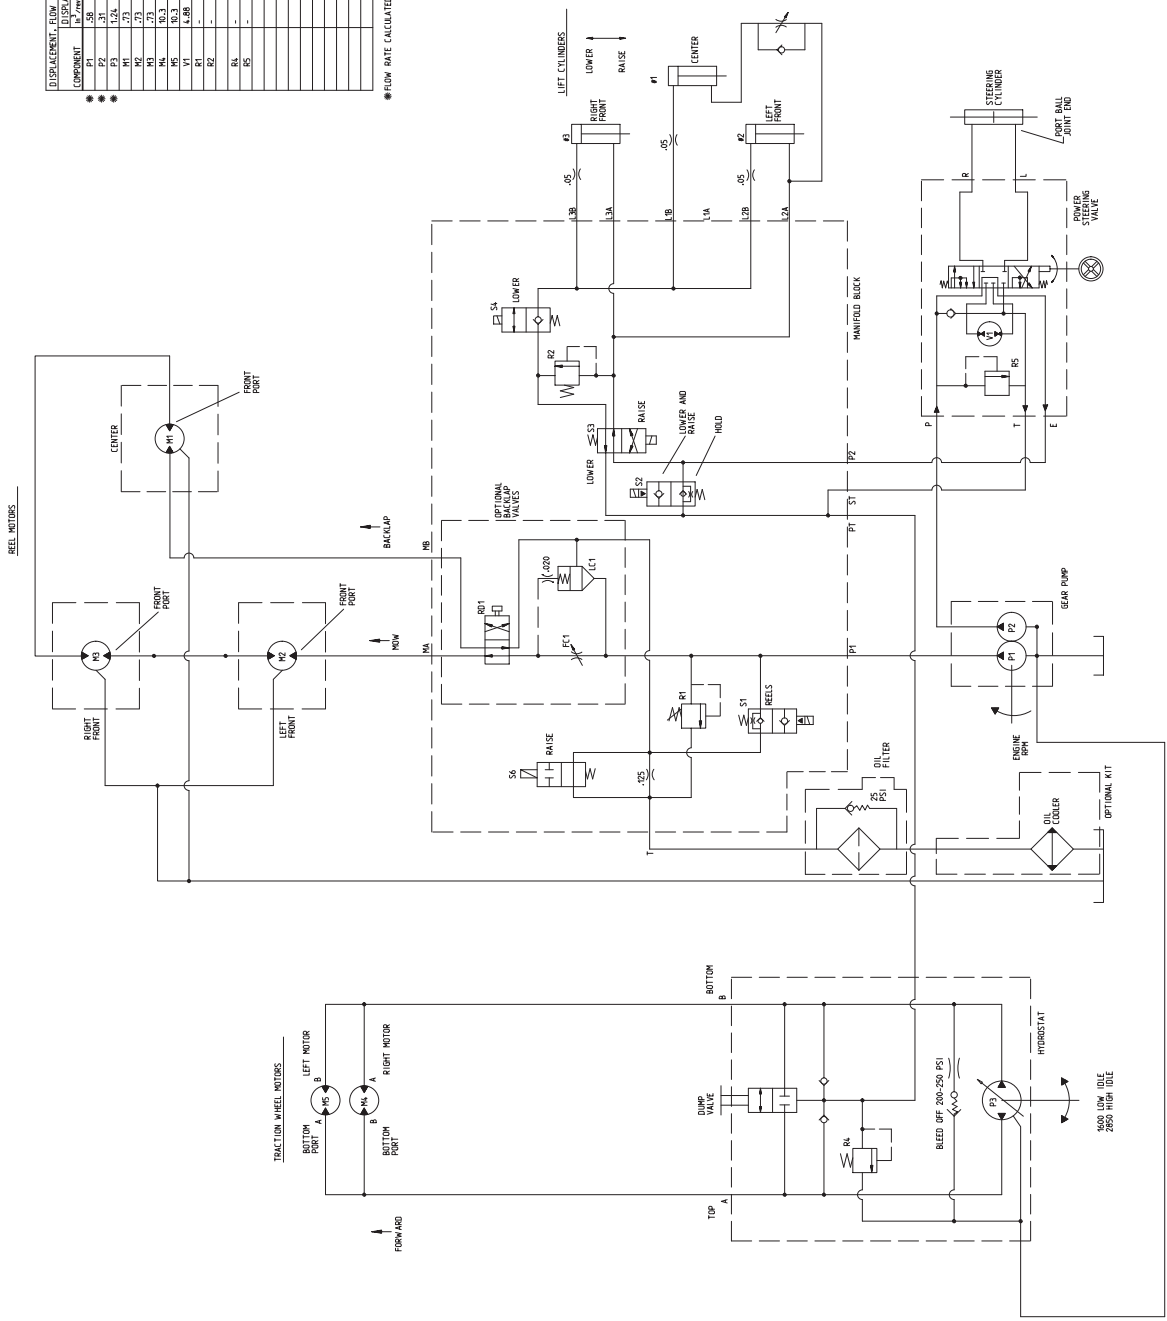 DISPLACEMENT, FLOW
DISPLA
COMPONENT in³/rev
P1 .58
P2 .31
P3 1.24
M1 .73
M2 .73
M3 .73
M4 10.3
M5 10.3
V1 4.88
R1 -
R2 -
R4 -
R5 -
FLOW RATE CALCULATED
LIFT CYLINDERS
LOWER
RAISE
#1
CENTER
#3
RIGHT
FRONT
#2
LEFT
FRONT
.05
.05
.05
L3B
L3A
L1B
L1A
L2B
L2A
STEERING
CYLINDER
PORT BALL
JOINT END
R
L
POWER
STEERING
VALVE
V1
R5
P
T
E
MANIFOLD BLOCK
S4
LOWER
R2
S3
RAISE
LOWER
LOWER AND
RAISE
HOLD
S2
P2
ST
PT
REEL MOTORS
CENTER
M1
FRONT
PORT
RIGHT
FRONT
M3
FRONT
PORT
LEFT
FRONT
M2
FRONT
PORT
BACKLAP
MB
MOW
MA
OPTIONAL
BACKLAP
VALVES
RD1
.020
LC1
FC1
R1
S1
REELS
S6
RAISE
.125
P1
T
GEAR PUMP
P2
P1
ENGINE
RPM
OIL
FILTER
25
PSI
OIL
COOLER
OPTIONAL KIT
TRACTION WHEEL MOTORS
LEFT MOTOR
RIGHT MOTOR
M5
M4
B
A
A
B
BOTTOM
PORT
BOTTOM
PORT
FORWARD
BOTTOM
B
TOP
A
DUMP
VALVE
R4
BLEED OFF 200-250 PSI
P3
HYDROSTAT
1600 LOW IDLE
2850 HIGH IDLE